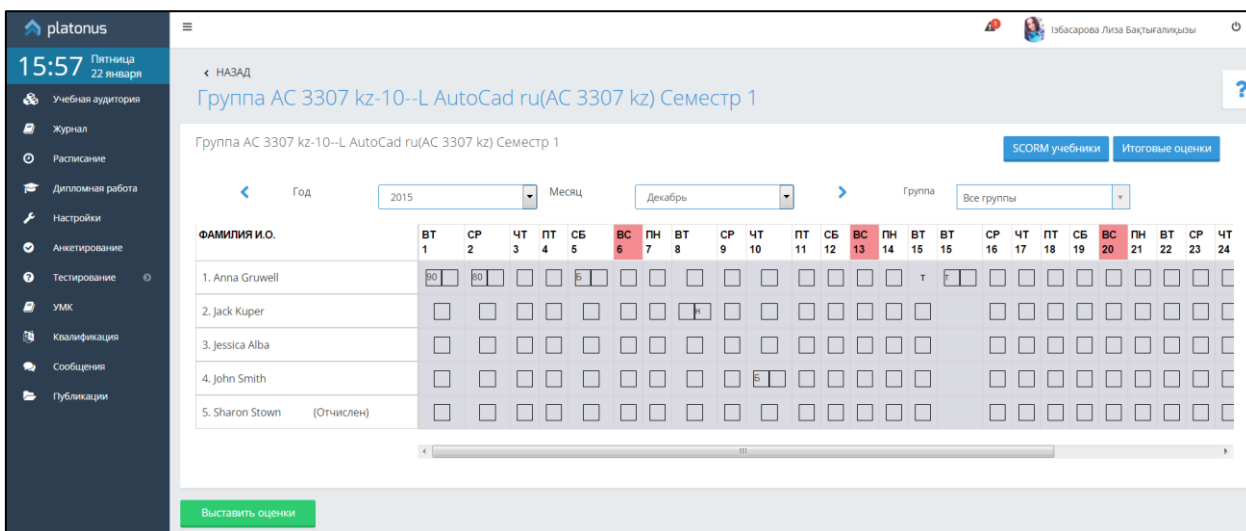 platonus
Ізбасарова Лиза Бақтығалиқызы
15:57 Пятница
22 января
Учебная аудитория
Журнал
Расписание
Дипломная работа
Настройки
Анкетирование
Тестирование
УМК
Квалификация
Сообщения
Публикации
НАЗАД
Группа AC 3307 kz-10--L AutoCad ru(AC 3307 kz) Семестр 1
?
Группа AC 3307 kz-10--L AutoCad ru(AC 3307 kz) Семестр 1
SCORM учебники Итоговые оценки
Год 2015 Месяц Декабрь Группа Все группы
ФАМИЛИЯ И.О. ВТ СР ЧТ ПТ СБ ВС ПН ВТ СР ЧТ ПТ СБ ВС ПН ВТ ВТ СР ЧТ ПТ СБ ВС ПН ВТ СР ЧТ
1 2 3 4 5 6 7 8 9 10 11 12 13 14 15 15 16 17 18 19 20 21 22 23 24
1. Anna Gruwell 90 80 Б т т
2. Jack Kuper н
3. Jessica Alba
4. John Smith Б
5. Sharon Stown (Отчислен)
Выставить оценки